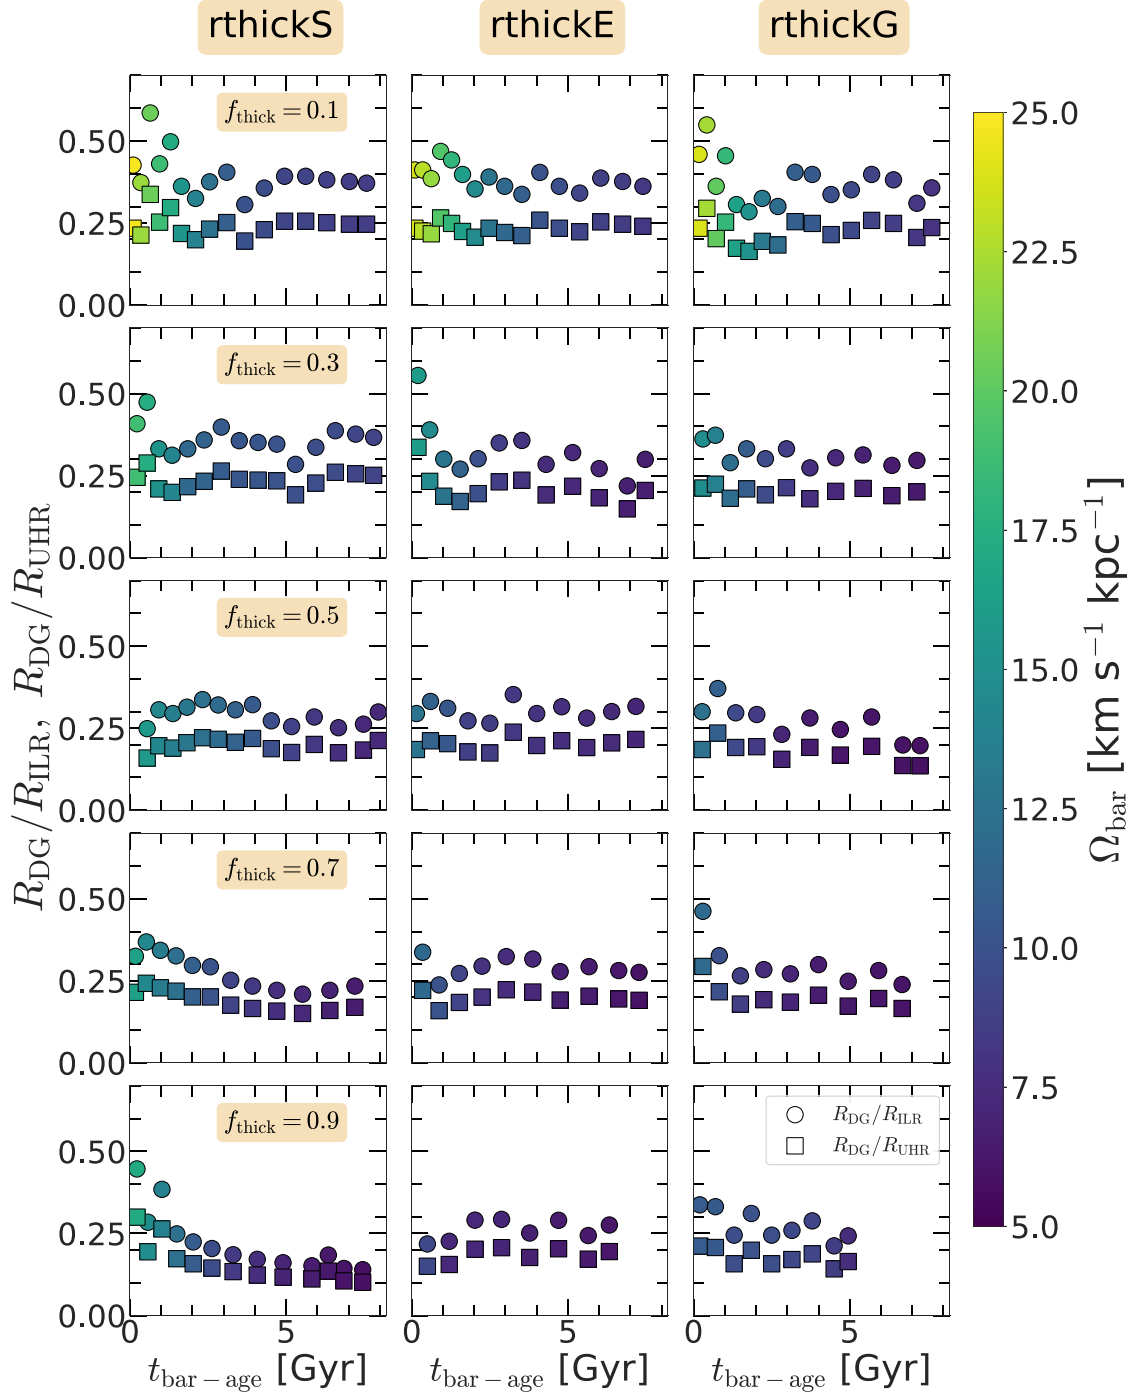 rthickS rthickE rthickG
f_thick = 0.1
0.50
0.25
0.00
f_thick = 0.3
0.50
0.25
0.00
f_thick = 0.5
0.50
0.25
0.00
f_thick = 0.7
0.50
0.25
0.00
f_thick = 0.9
0.50
0.25
0.00
R_DG/R_ILR
R_DG/R_UHR
0 5 0 5 0 5
t_bar−age [Gyr] t_bar−age [Gyr] t_bar−age [Gyr]
R_DG/R_ILR, R_DG/R_UHR
25.0
22.5
20.0
17.5
15.0
12.5
10.0
7.5
5.0
Ω_bar [km s⁻¹ kpc⁻¹]